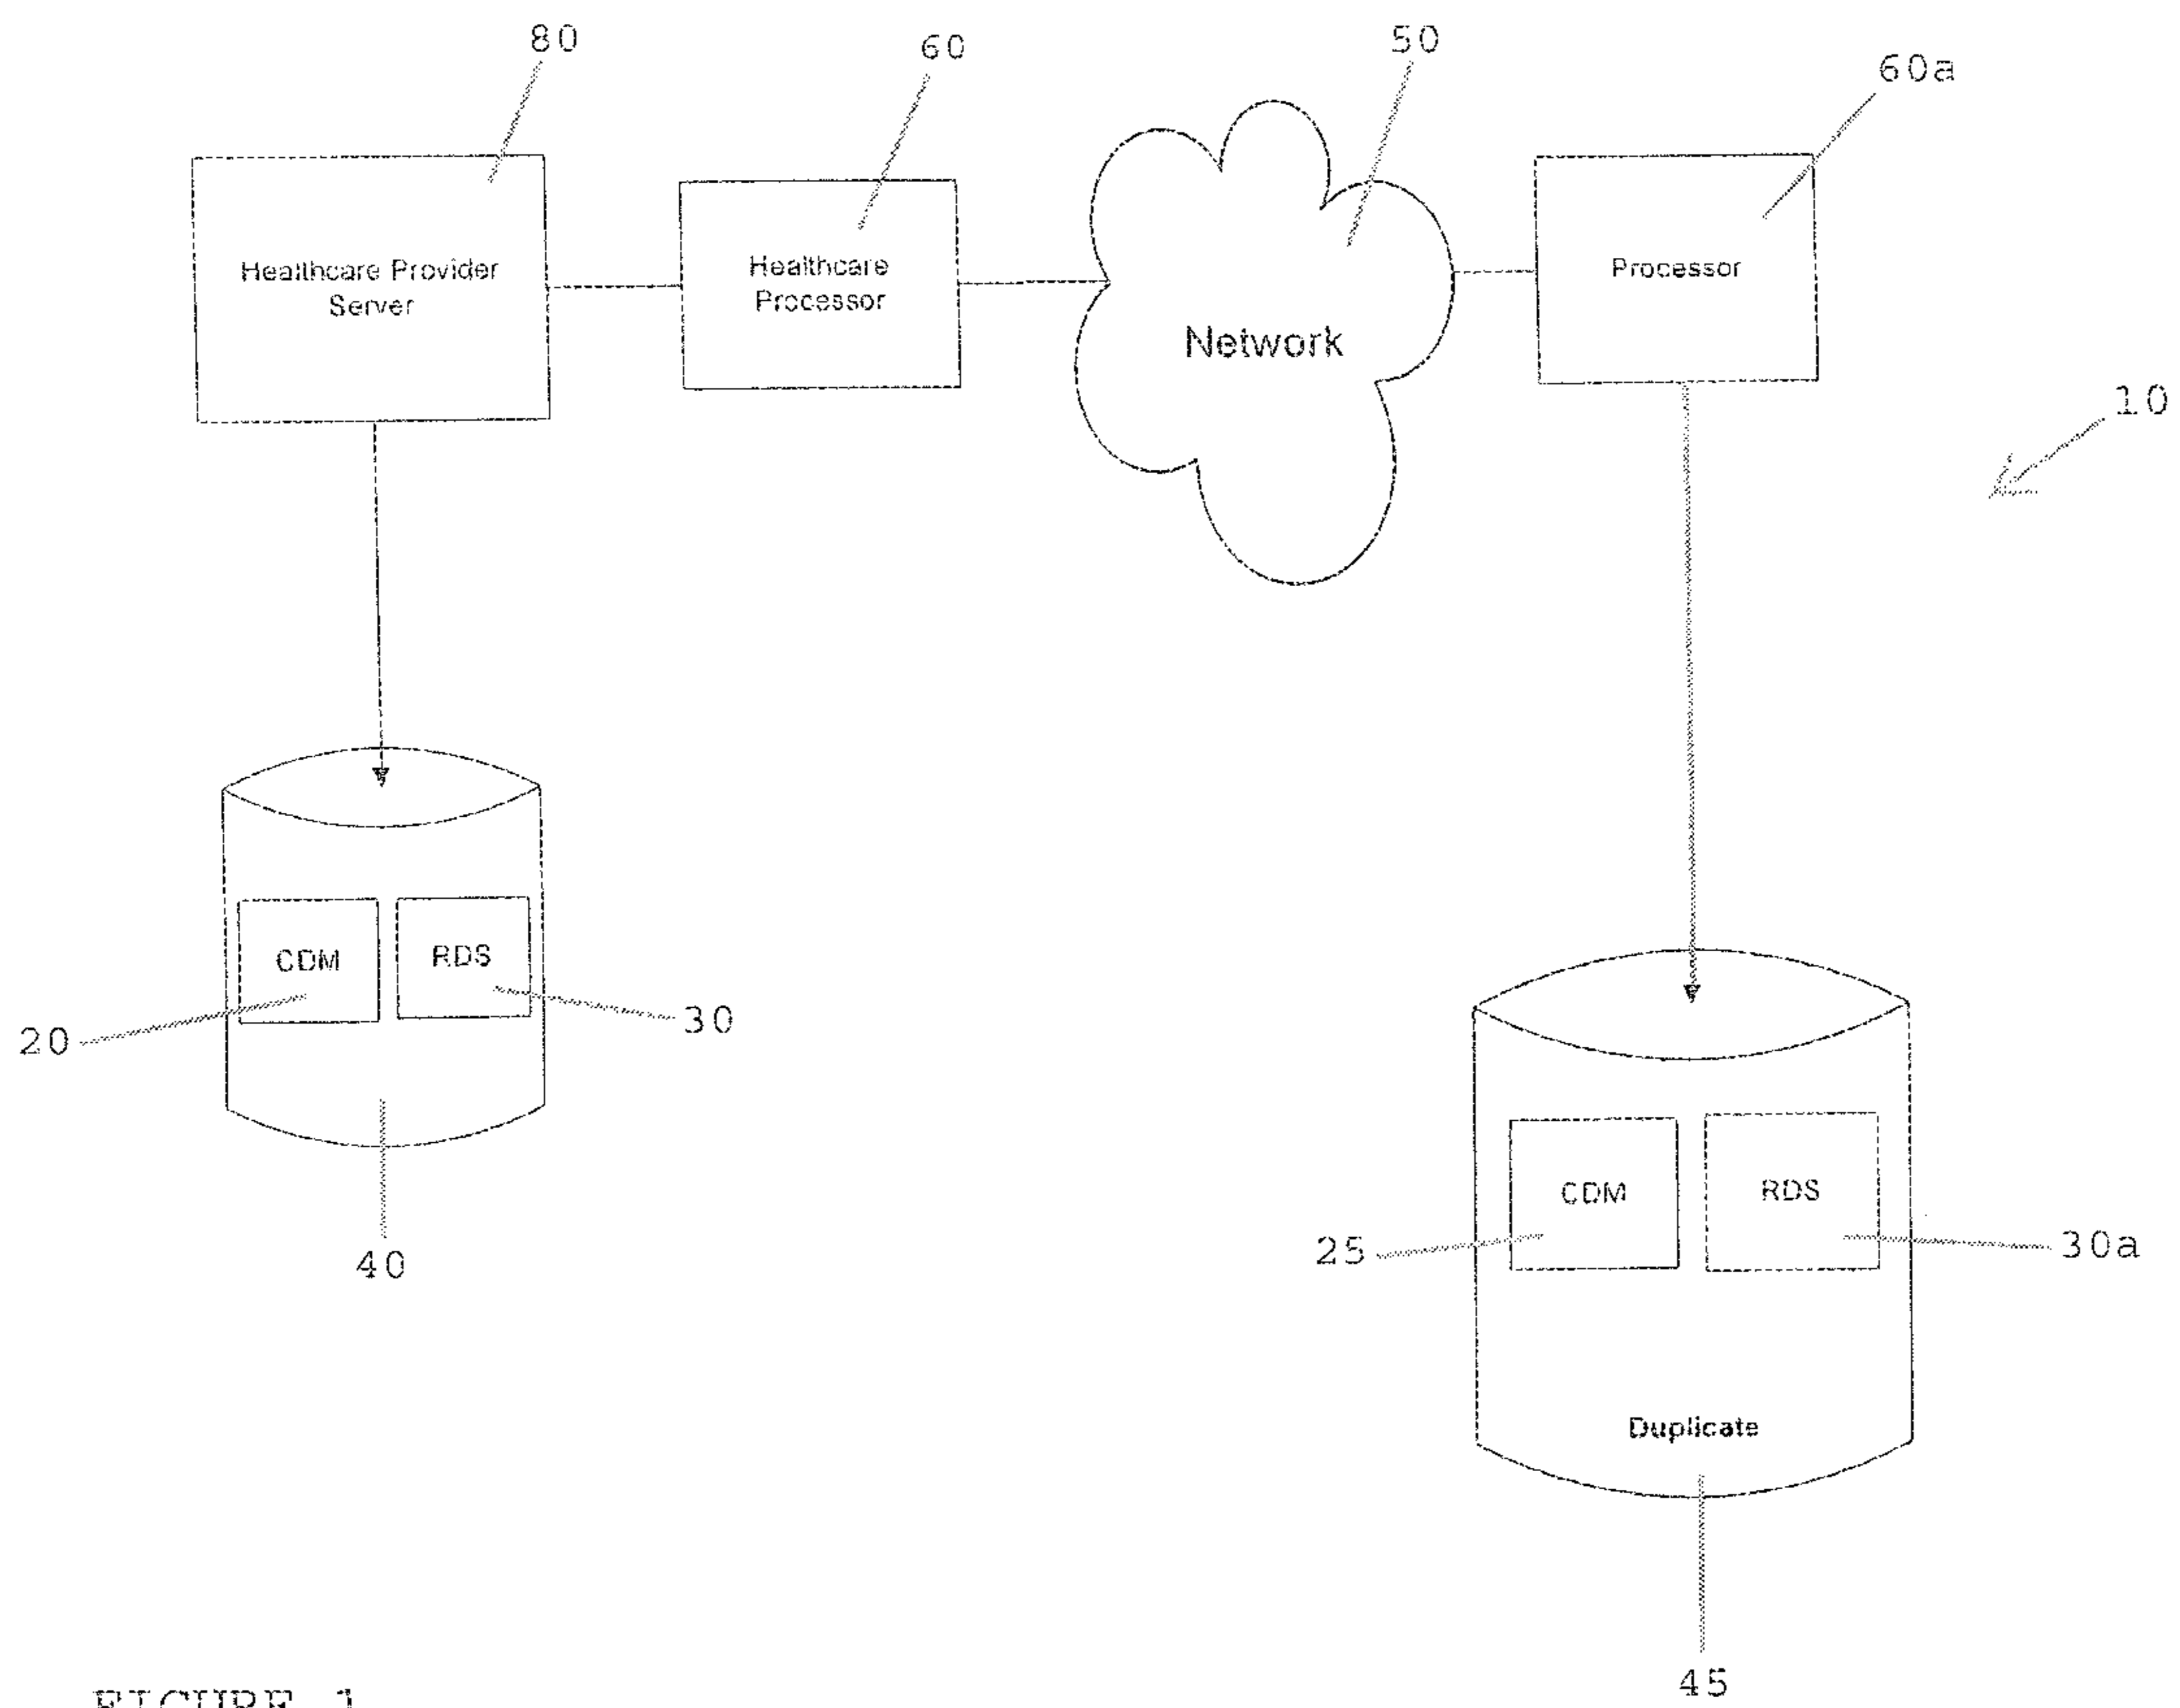 80
60
50
60a
Healthcare Provider
Server
Healthcare
Processor
Network
Processor
10
CDM
RDS
20
30
40
CDM
RDS
25
30a
Duplicate
45
FIGURE 1